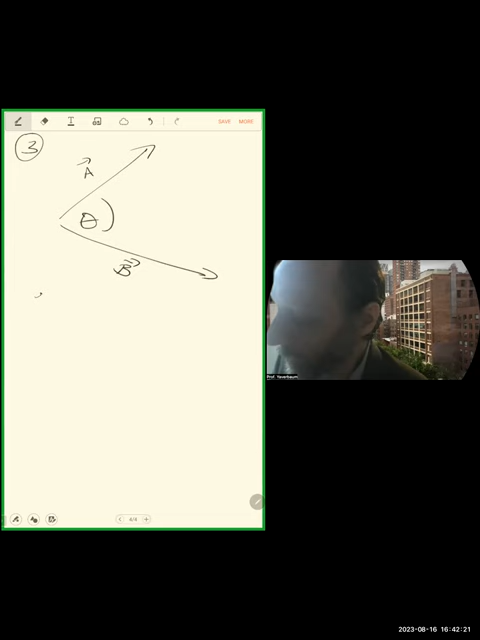 SAVE MORE
3
A
θ
B
4/4
Prof. Yaverbaum
2023-08-16 16:42:21